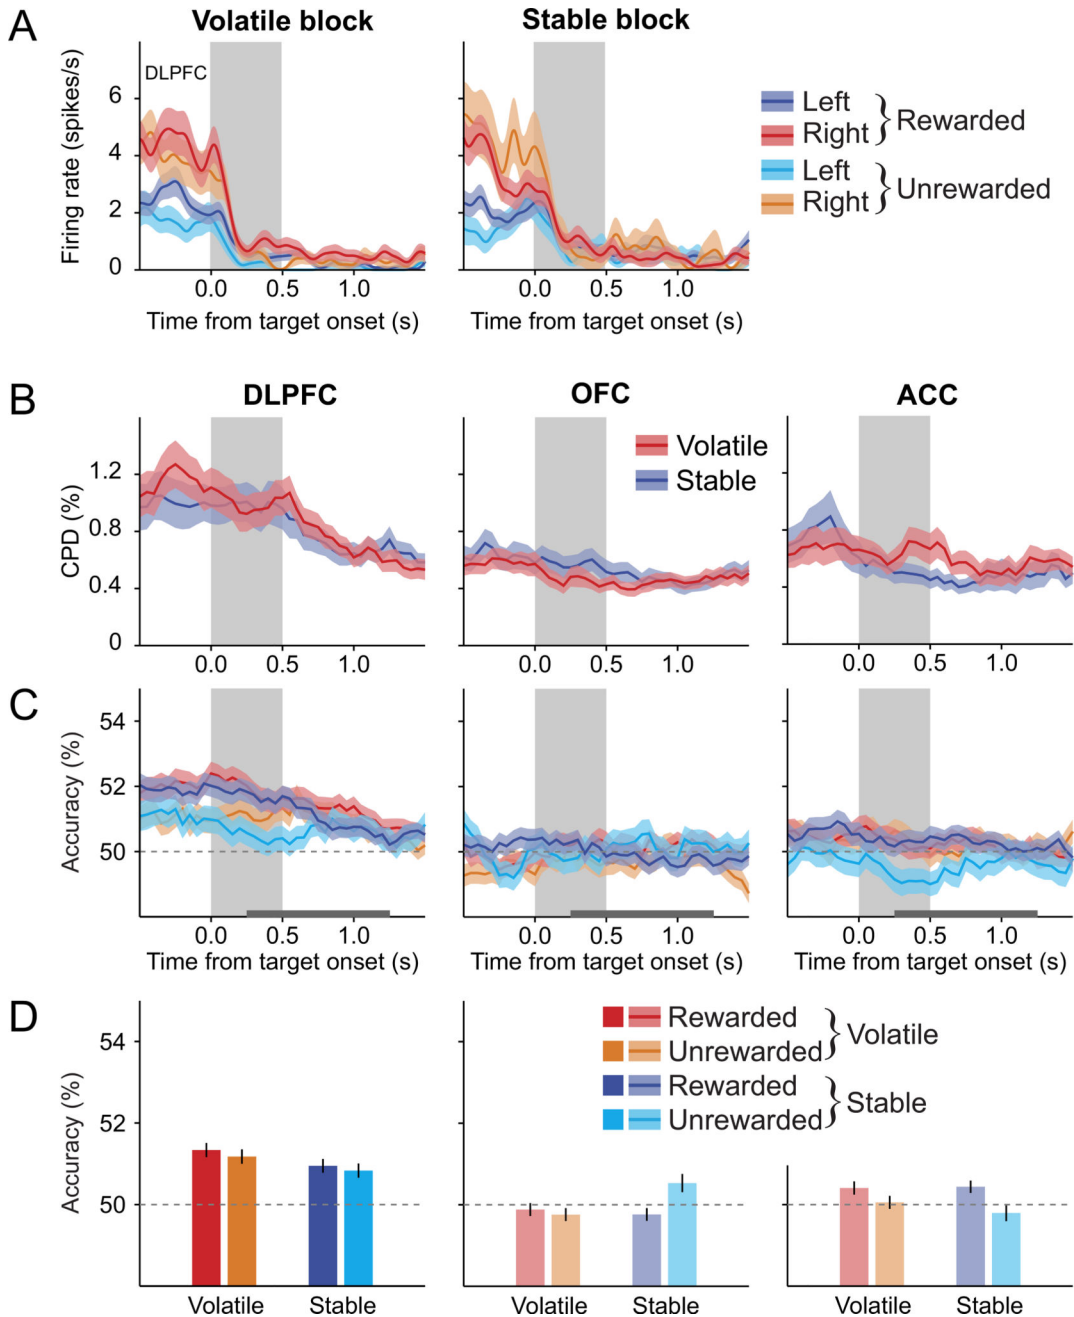 A
Volatile block
Stable block
Firing rate (spikes/s)
DLPFC
6
4
2
0
0.0 0.5 1.0
0.0 0.5 1.0
Time from target onset (s)
Time from target onset (s)
Left
Right
Rewarded
Left
Right
Unrewarded
B
DLPFC
OFC
ACC
CPD (%)
1.2
0.8
0.4
0
Volatile
Stable
0.0 0.5 1.0
0.0 0.5 1.0
0.0 0.5 1.0
C
Accuracy (%)
54
52
50
0.0 0.5 1.0
0.0 0.5 1.0
0.0 0.5 1.0
Time from target onset (s)
Time from target onset (s)
Time from target onset (s)
D
Accuracy (%)
54
52
50
Rewarded
Unrewarded
Volatile
Rewarded
Unrewarded
Stable
Volatile Stable
Volatile Stable
Volatile Stable